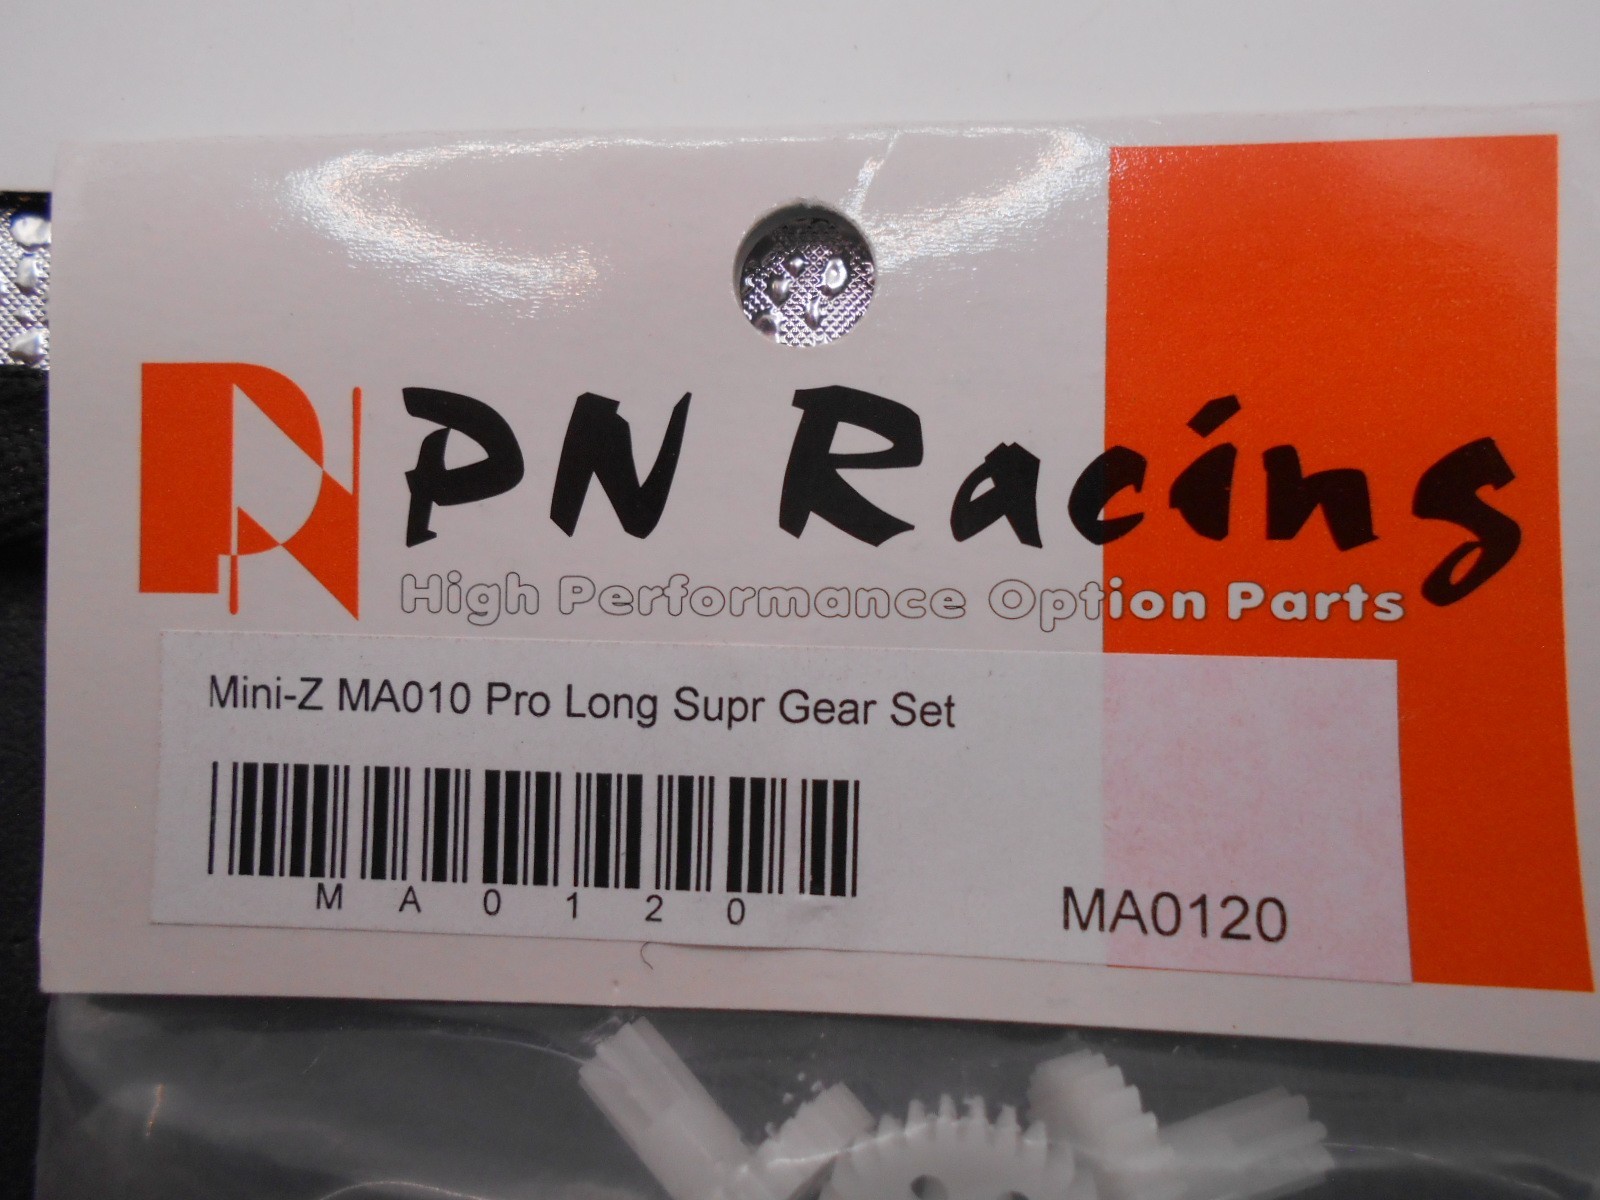 PN Racing
High Performance Option Parts
Mini-Z MA010 Pro Long Supr Gear Set
MA0120
MA0120